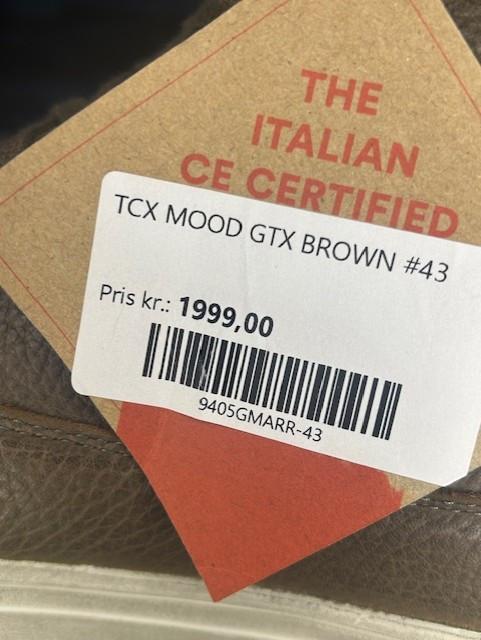 THE
ITALIAN
CE CERTIFIED
TCX MOOD GTX BROWN #43
Pris kr.: 1999,00
9405GMARR-43